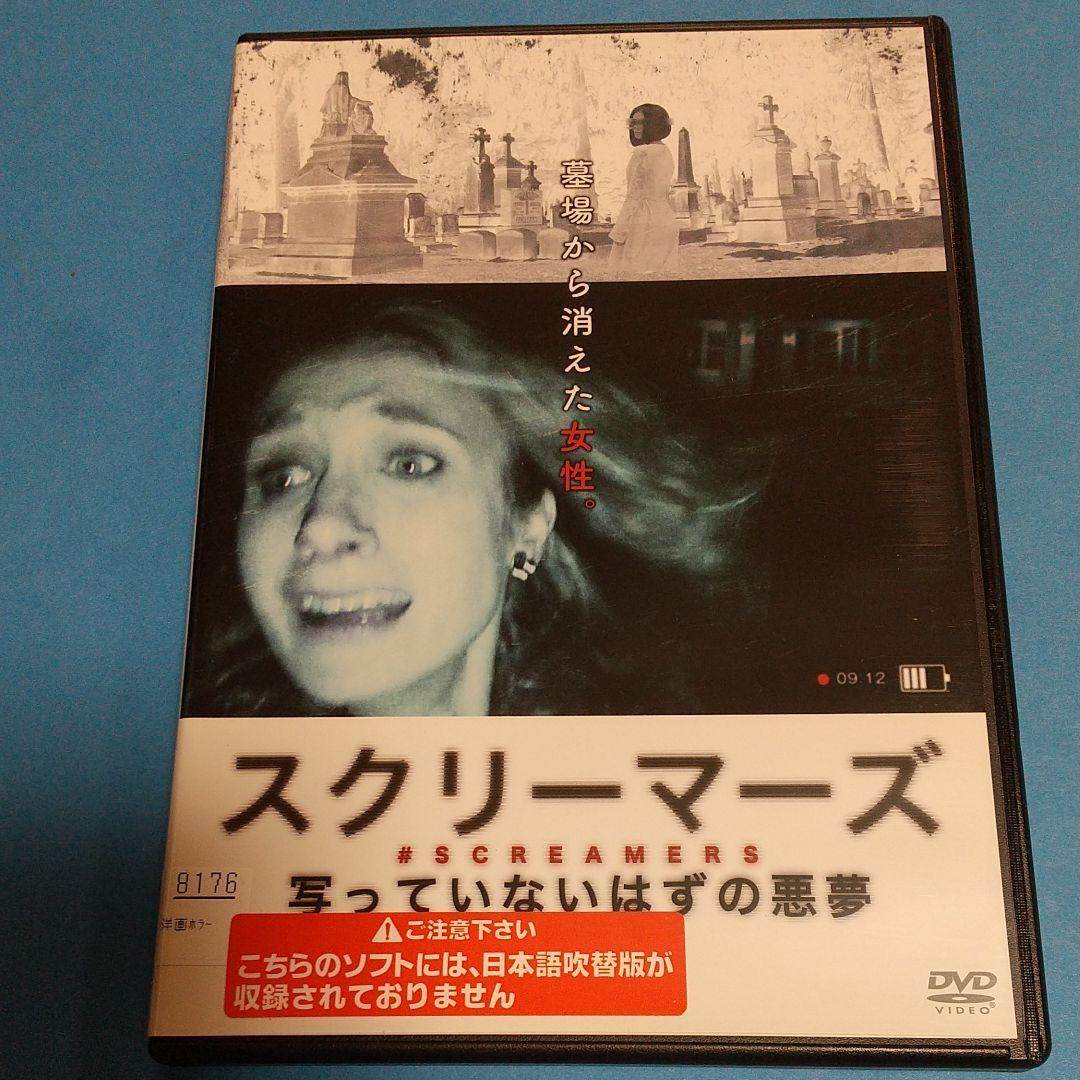 墓場から消えた女性。
09:12
スクリーマーズ
#SCREAMERS
写っていないはずの悪夢
8176
洋画ホラー
ご注意下さい
こちらのソフトには、日本語吹替版が
収録されておりません
DVD
VIDEO